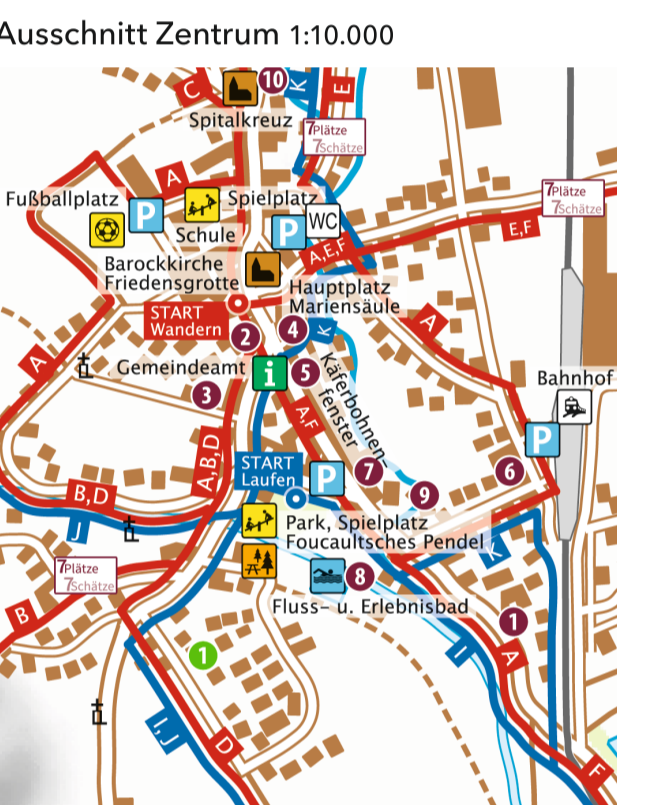 Ausschnitt Zentrum 1:10.000
10
K
E
C
Spitalkreuz
7Plätze
7Schätze
A
Fußballplatz
P
Spielplatz
Schule
P
WC
7Plätze
7Schätze
E,F
A,E,F
Barockkirche
Friedensgrotte
Hauptplatz
Mariensäule
START
Wandern
2
4
K
A
A
Gemeindeamt
i
5
3
Käferbohnen-
fenster
Bahnhof
P
A,F
A,B,D
START
Laufen
P
7
6
9
B,D
J
Park, Spielplatz
Foucaultsches Pendel
K
7Plätze
7Schätze
8
Fluss- u. Erlebnisbad
B
1
1
I
A
I,J
D
F